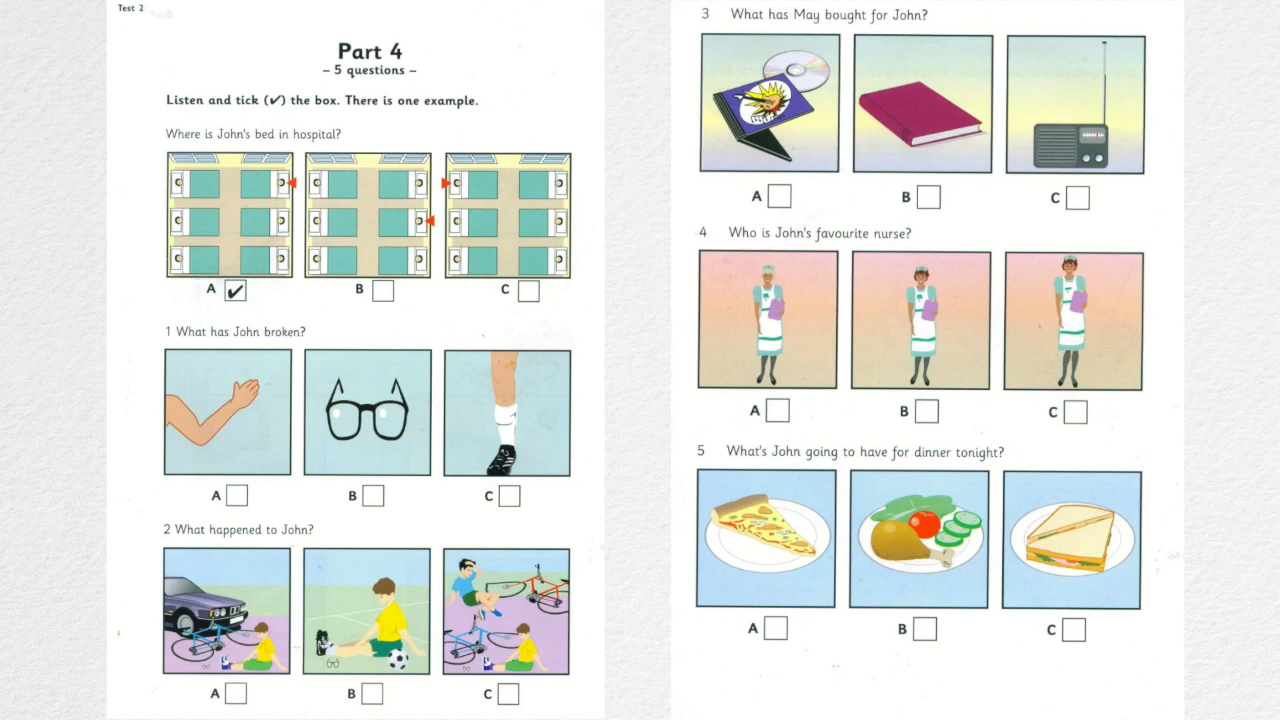 Test 2
Part 4
– 5 questions –
Listen and tick (✔) the box. There is one example.
Where is John's bed in hospital?
A ✔ B C
1 What has John broken?
A B C
2 What happened to John?
A B C
3 What has May bought for John?
A B C
4 Who is John's favourite nurse?
A B C
5 What's John going to have for dinner tonight?
A B C